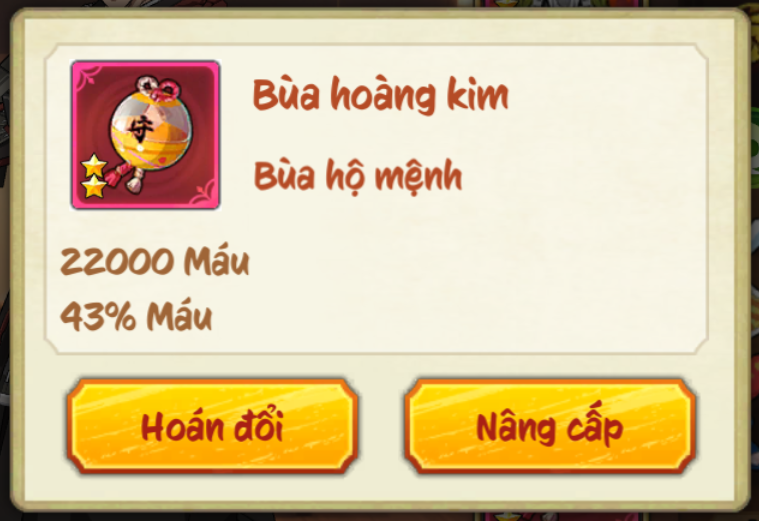 Bùa hoàng kim
Bùa hộ mệnh
22000 Máu
43% Máu
Hoán đổi
Nâng cấp